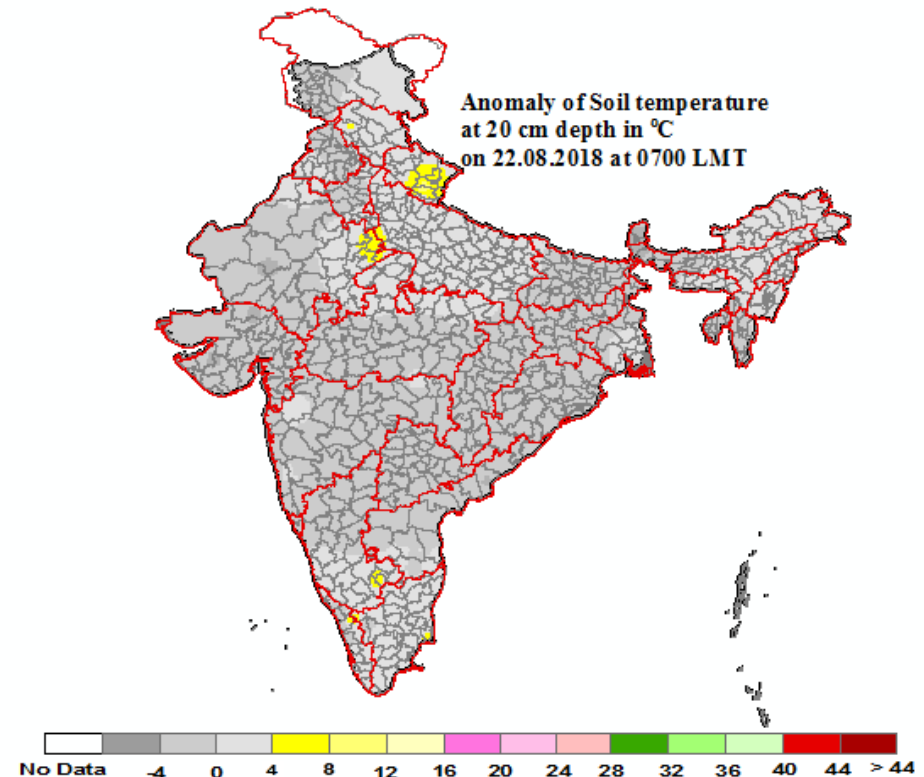 Anomaly of Soil temperature
at 20 cm depth in °C
on 22.08.2018 at 0700 LMT
No Data -4 0 4 8 12 16 20 24 28 32 36 40 44 > 44